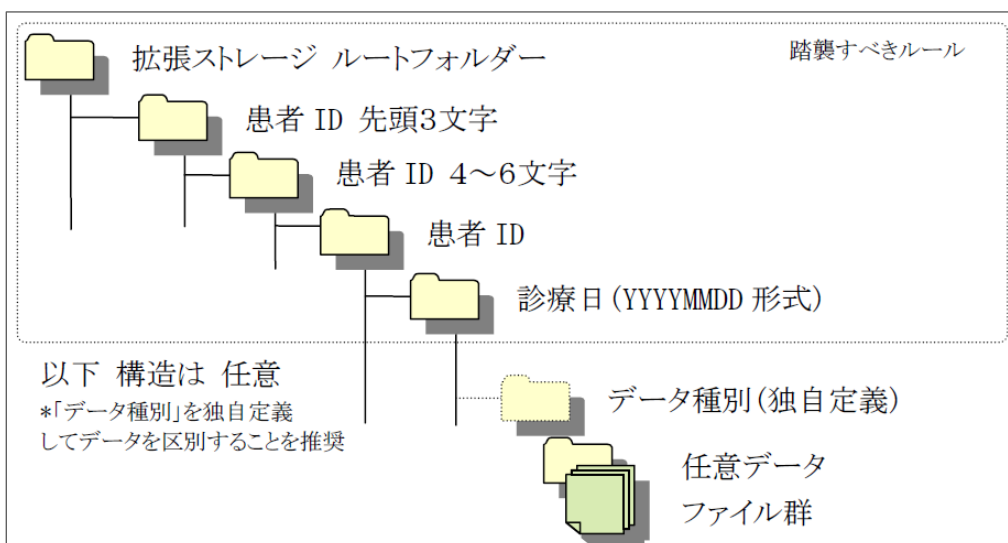 拡張ストレージ ルートフォルダー
踏襲すべきルール
患者 ID 先頭3文字
患者 ID 4～6文字
患者 ID
診療日(YYYYMMDD 形式)
以下 構造は 任意
*「データ種別」を独自定義
してデータを区別することを推奨
データ種別(独自定義)
任意データ
ファイル群